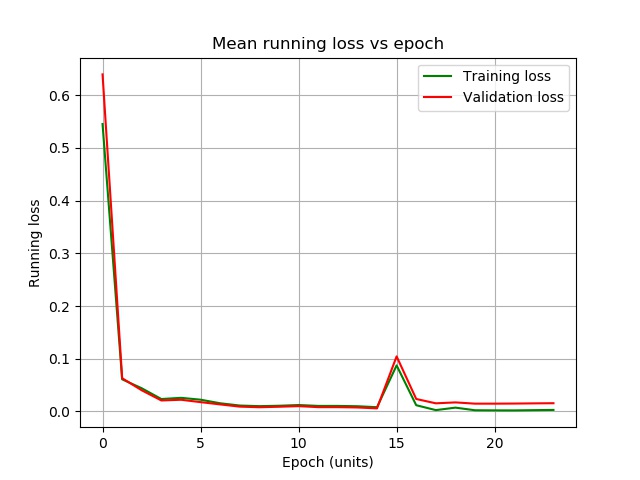 Mean running loss vs epoch
Training loss
Validation loss
0.6
0.5
0.4
0.3
0.2
0.1
0.0
Running loss
0 5 10 15 20
Epoch (units)